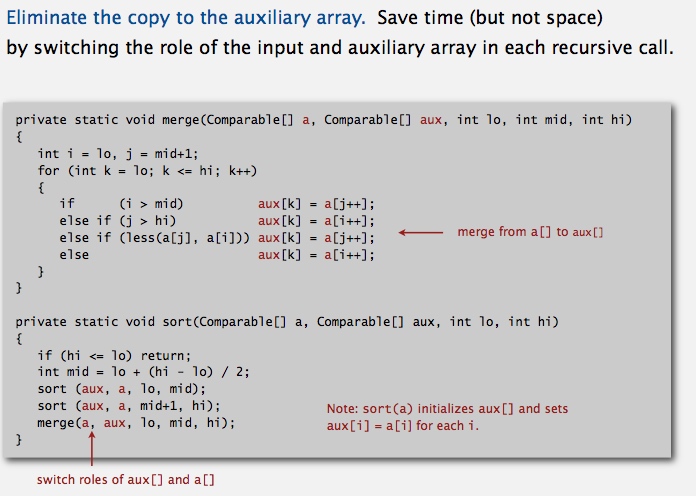 Eliminate the copy to the auxiliary array. Save time (but not space)
by switching the role of the input and auxiliary array in each recursive call.
private static void merge(Comparable[] a, Comparable[] aux, int lo, int mid, int hi)
{
int i = lo, j = mid+1;
for (int k = lo; k <= hi; k++)
{
if (i > mid) aux[k] = a[j++];
else if (j > hi) aux[k] = a[i++];
else if (less(a[j], a[i])) aux[k] = a[j++];
else aux[k] = a[i++];
}
}
merge from a[] to aux[]
private static void sort(Comparable[] a, Comparable[] aux, int lo, int hi)
{
if (hi <= lo) return;
int mid = lo + (hi - lo) / 2;
sort (aux, a, lo, mid);
sort (aux, a, mid+1, hi);
merge(a, aux, lo, mid, hi);
}
Note: sort(a) initializes aux[] and sets
aux[i] = a[i] for each i.
switch roles of aux[] and a[]